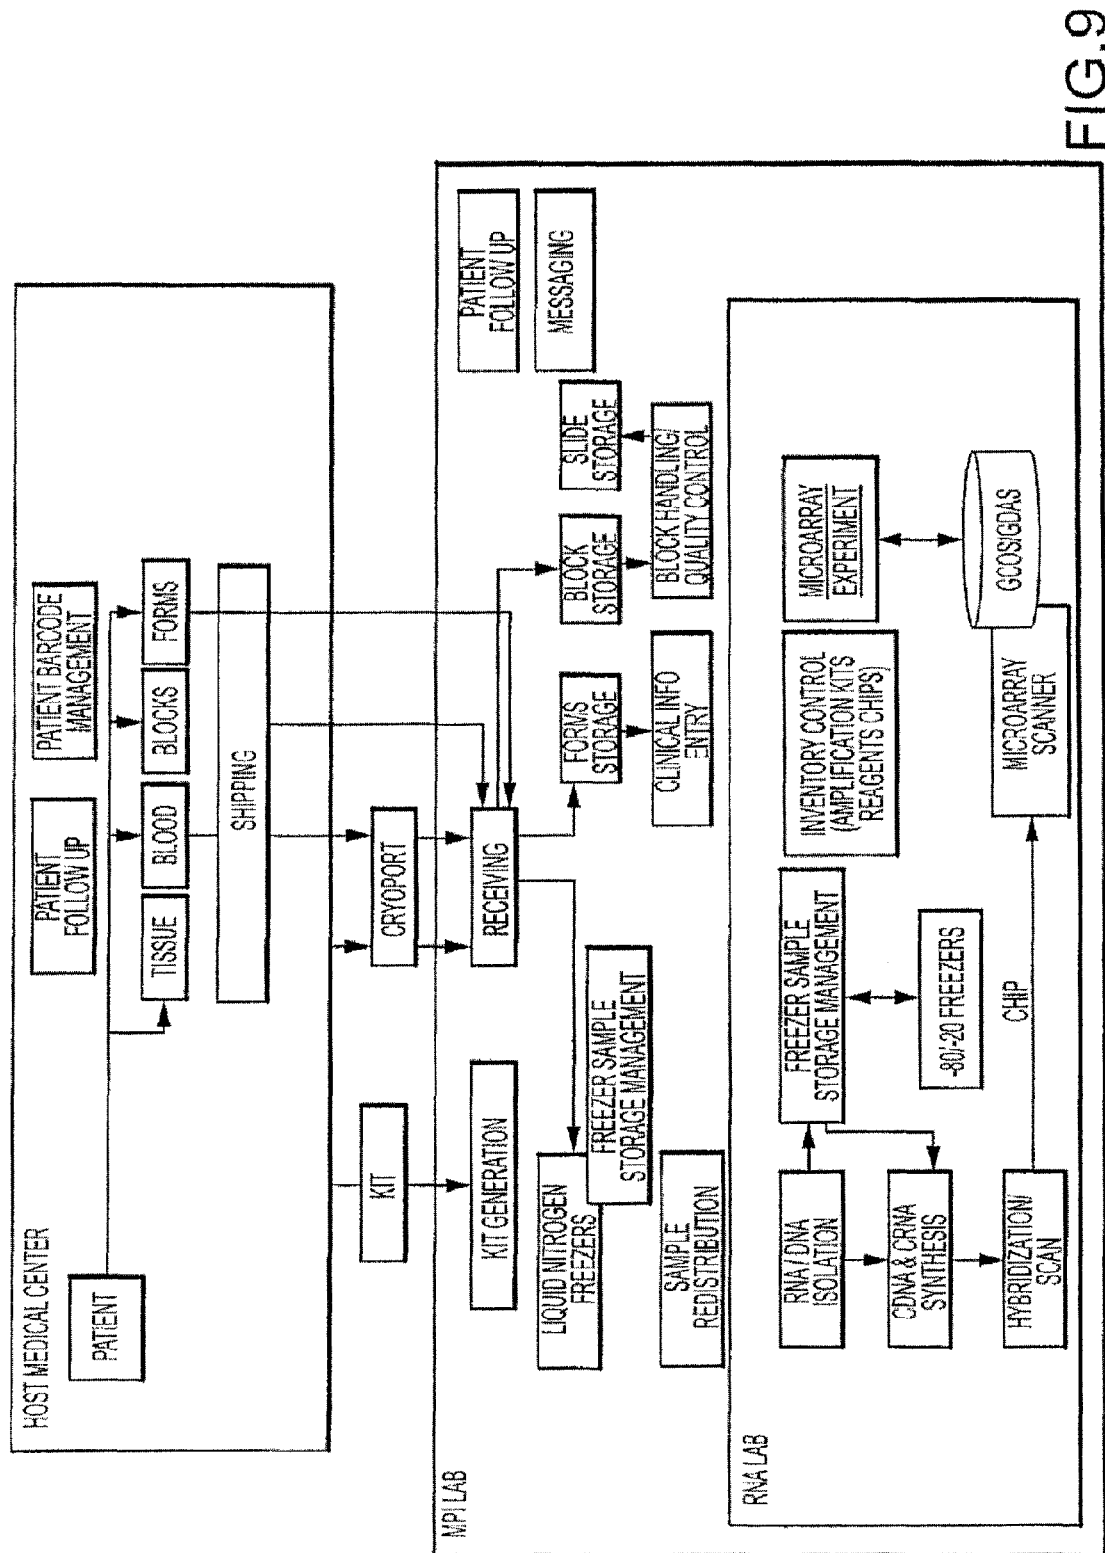 HOST MEDICAL CENTER
PATIENT
PATIENT
FOLLOW UP
PATIENT BARCODE
MANAGEMENT
TISSUE
BLOOD
BLOCKS
FORMS
SHIPPING
KIT
CRYOPORT
MPI LAB
KIT GENERATION
RECEIVING
PATIENT
FOLLOW UP
MESSAGING
LIQUID NITROGEN
FREEZERS
FREEZER SAMPLE
STORAGE MANAGEMENT
FORMS
STORAGE
BLOCK
STORAGE
SLIDE
STORAGE
SAMPLE
REDISTRIBUTION
CLINICAL INFO
ENTRY
BLOCK HANDLING/
QUALITY CONTROL
RNA LAB
RNA/DNA
ISOLATION
FREEZER SAMPLE
STORAGE MANAGEMENT
INVENTORY CONTROL
(AMPLIFICATION KITS
REAGENTS CHIPS)
MICROARRAY
EXPERIMENT
CDNA & CRNA
SYNTHESIS
-80/-20 FREEZERS
HYBRIDIZATION/
SCAN
CHIP
MICROARRAY
SCANNER
GCOS/GDAS
FIG.9